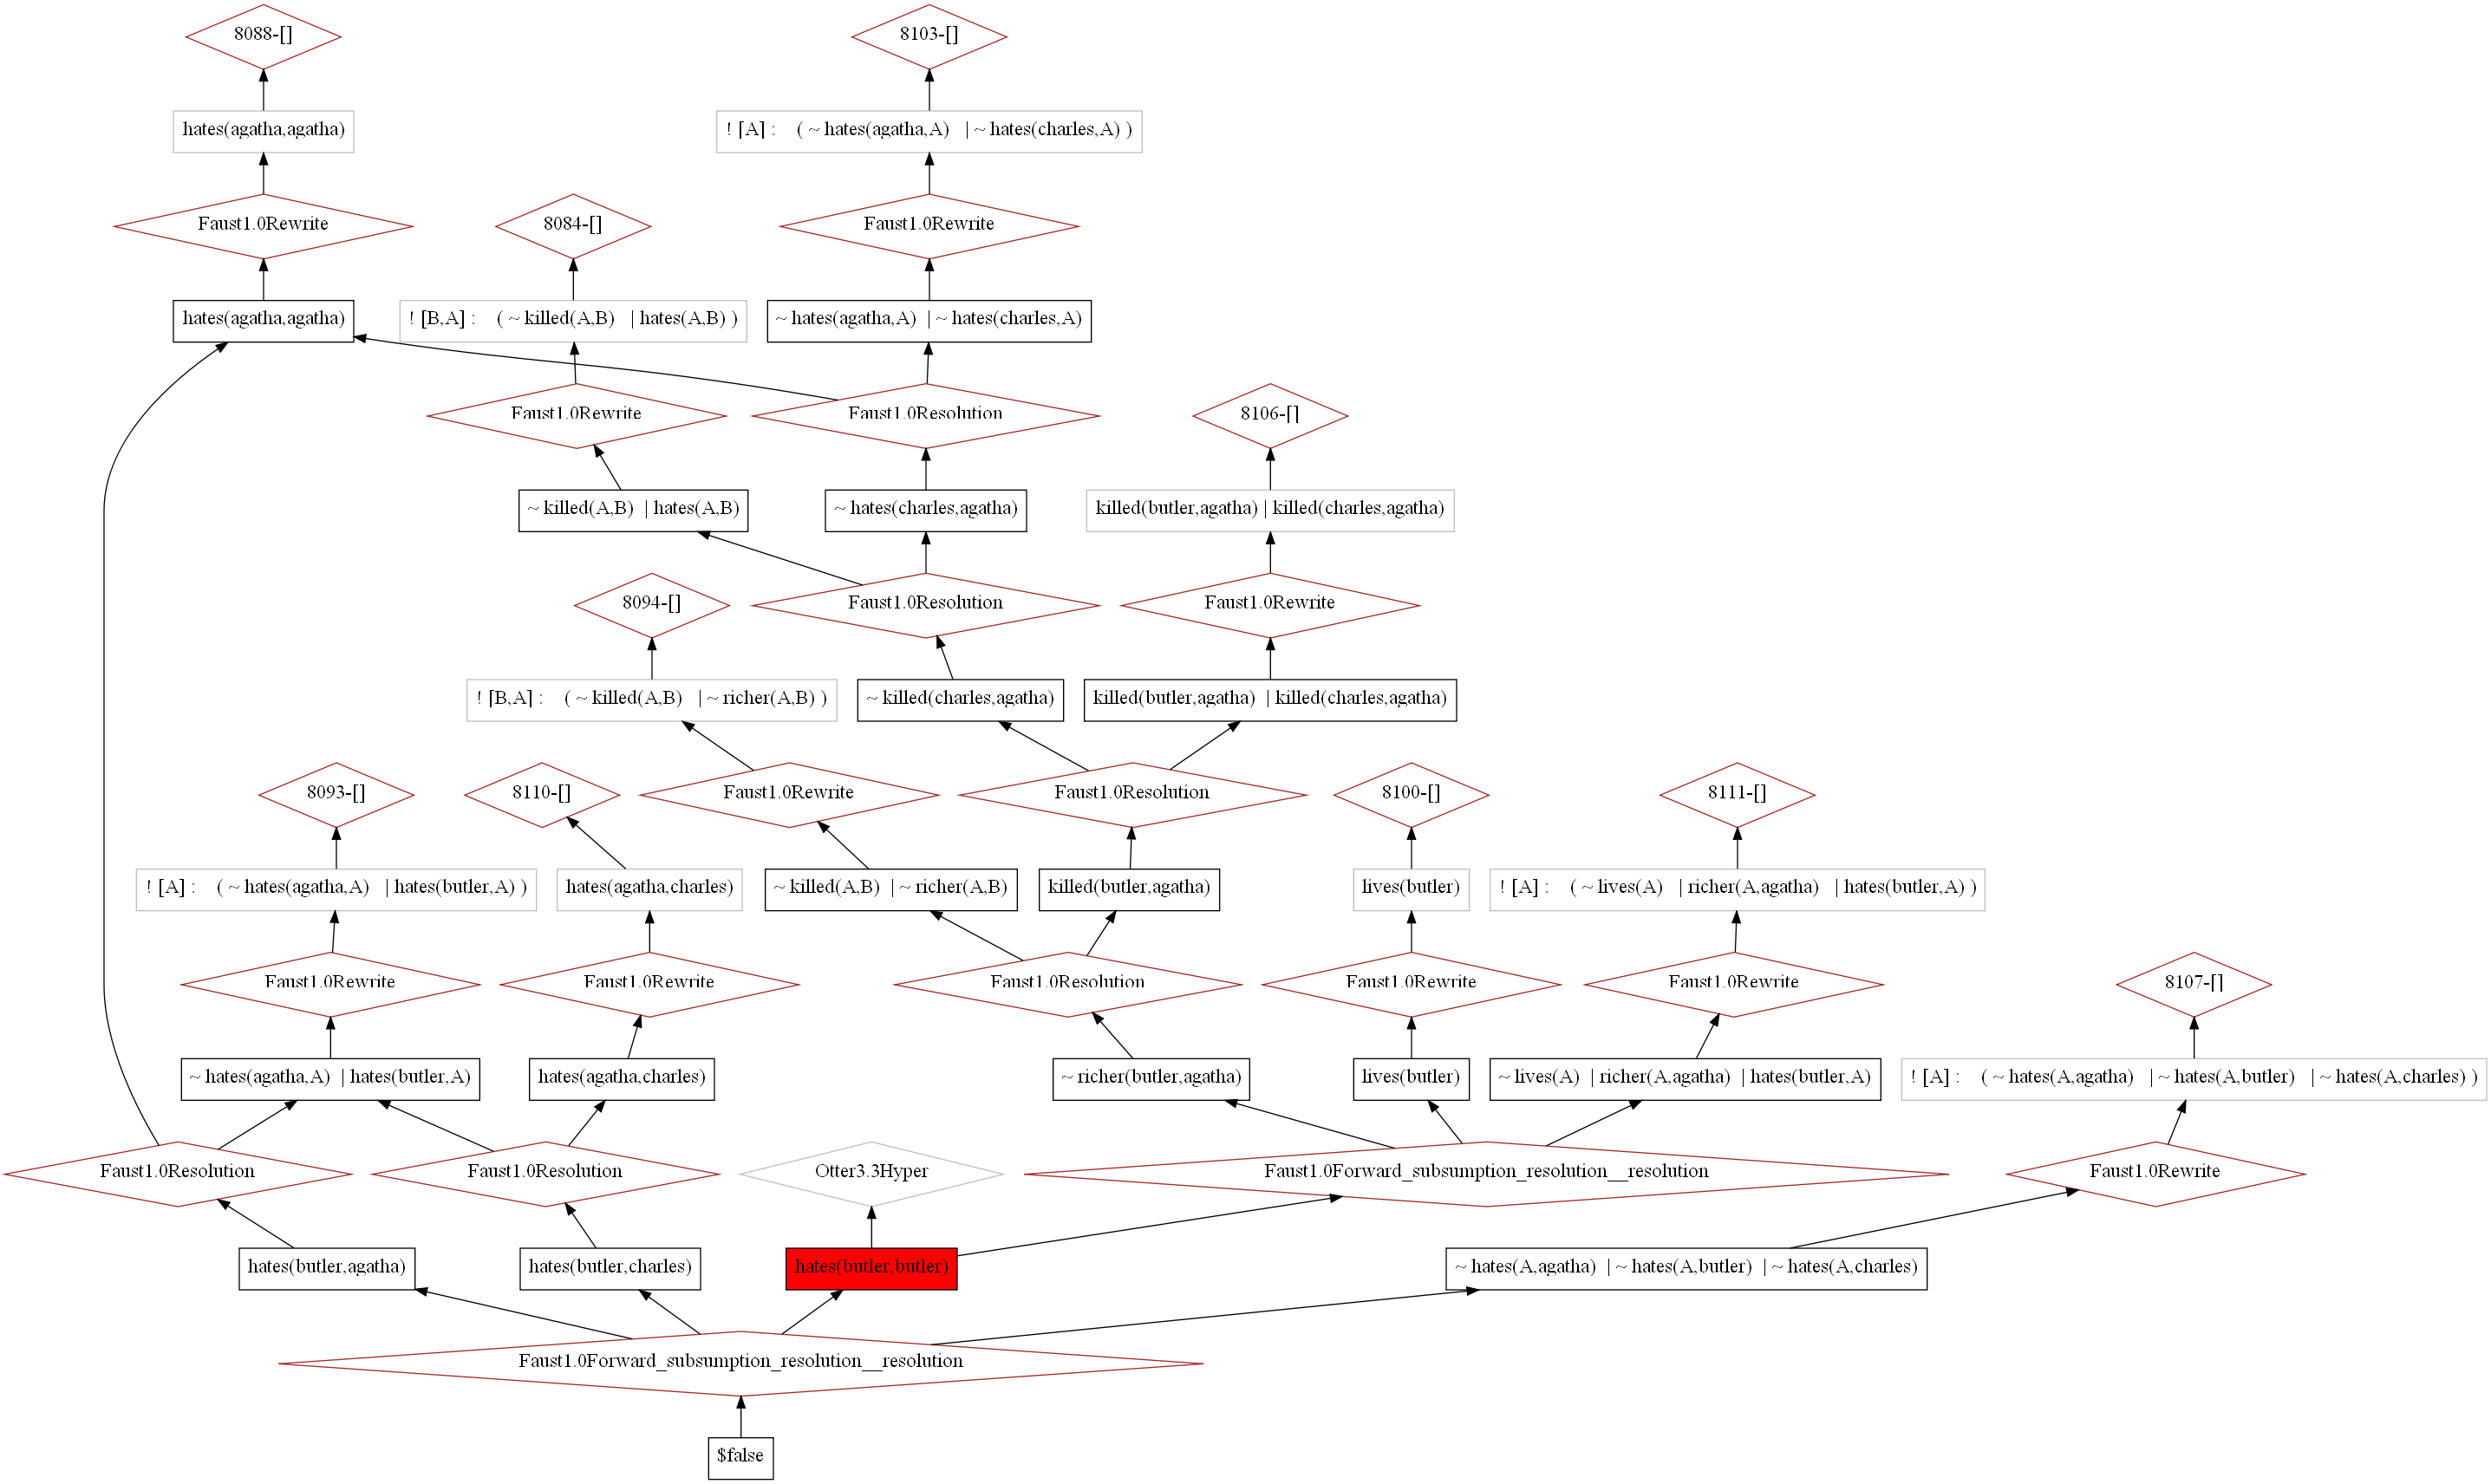 8088-[]
8103-[]
hates(agatha,agatha)
! [A] : ( ~ hates(agatha,A) | ~ hates(charles,A) )
Faust1.0Rewrite
8084-[]
Faust1.0Rewrite
hates(agatha,agatha)
! [B,A] : ( ~ killed(A,B) | hates(A,B) )
~ hates(agatha,A) | ~ hates(charles,A)
Faust1.0Rewrite
Faust1.0Resolution
8106-[]
~ killed(A,B) | hates(A,B)
~ hates(charles,agatha)
killed(butler,agatha) | killed(charles,agatha)
8094-[]
Faust1.0Resolution
Faust1.0Rewrite
! [B,A] : ( ~ killed(A,B) | ~ richer(A,B) )
~ killed(charles,agatha)
killed(butler,agatha) | killed(charles,agatha)
8093-[]
8110-[]
Faust1.0Rewrite
Faust1.0Resolution
8100-[]
8111-[]
! [A] : ( ~ hates(agatha,A) | hates(butler,A) )
hates(agatha,charles)
~ killed(A,B) | ~ richer(A,B)
killed(butler,agatha)
lives(butler)
! [A] : ( ~ lives(A) | richer(A,agatha) | hates(butler,A) )
Faust1.0Rewrite
Faust1.0Rewrite
Faust1.0Resolution
Faust1.0Rewrite
Faust1.0Rewrite
8107-[]
~ hates(agatha,A) | hates(butler,A)
hates(agatha,charles)
~ richer(butler,agatha)
lives(butler)
~ lives(A) | richer(A,agatha) | hates(butler,A)
! [A] : ( ~ hates(A,agatha) | ~ hates(A,butler) | ~ hates(A,charles) )
Faust1.0Resolution
Faust1.0Resolution
Otter3.3Hyper
Faust1.0Forward_subsumption_resolution__resolution
Faust1.0Rewrite
hates(butler,agatha)
hates(butler,charles)
hates(butler,butler)
~ hates(A,agatha) | ~ hates(A,butler) | ~ hates(A,charles)
Faust1.0Forward_subsumption_resolution__resolution
$false